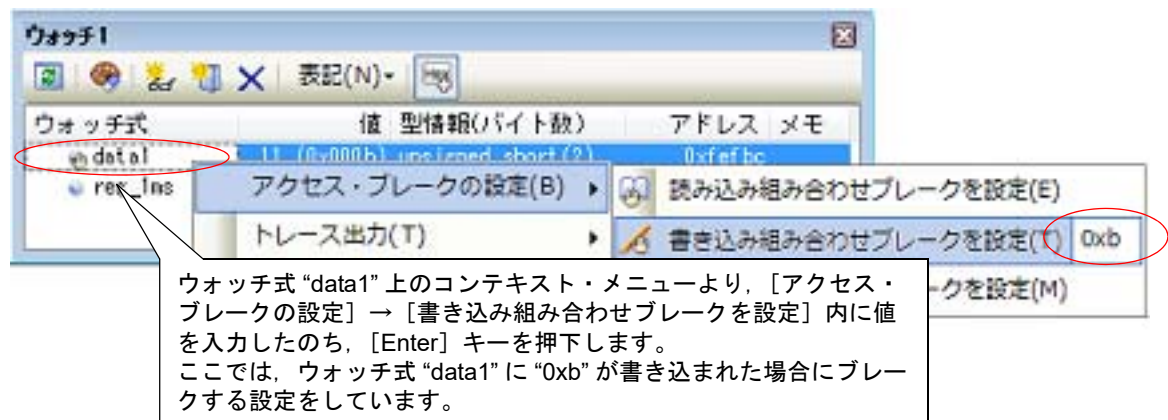 ウォッチ1
表記(N)
ウォッチ式 値 型情報(バイト数) アドレス メモ
data1 11 (0x000b) unsigned short(2) 0xfefbc
アクセス・ブレークの設定(B) 読み込み組み合わせブレークを設定(E)
トレース出力(T) 書き込み組み合わせブレークを設定(T) 0xb
ークを設定(M)
ウォッチ式 “data1” 上のコンテキスト・メニューより，［アクセス・
ブレークの設定］→［書き込み組み合わせブレークを設定］内に値
を入力したのち，［Enter］キーを押下します。
ここでは，ウォッチ式 “data1” に “0xb” が書き込まれた場合にブレー
クする設定をしています。